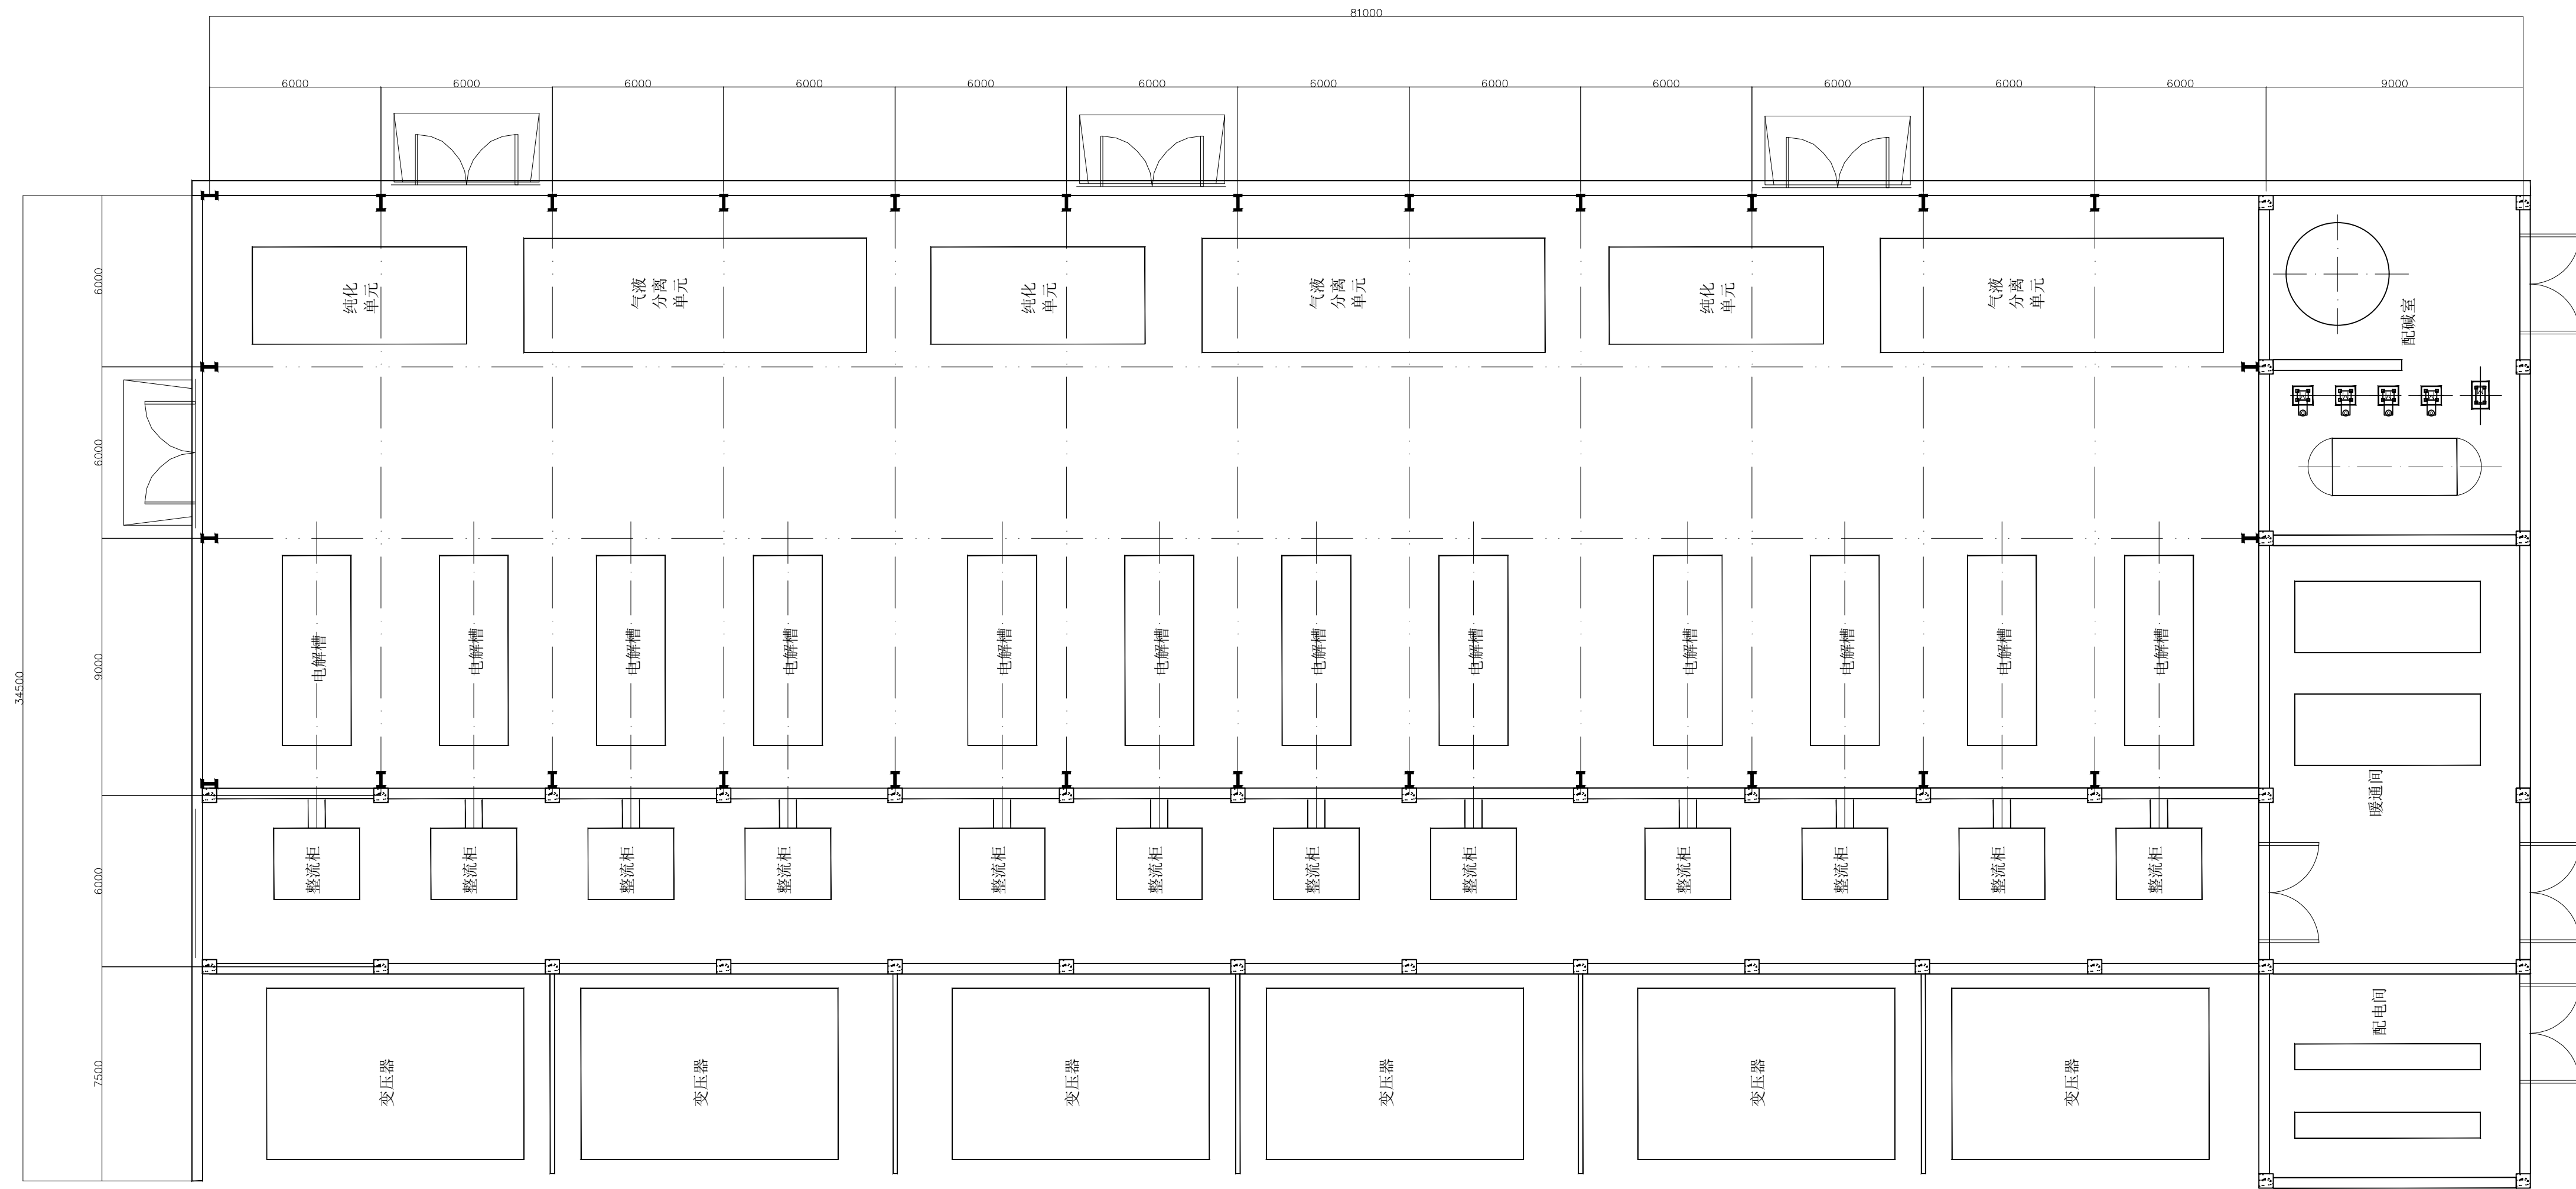 81000
6000
6000
6000
6000
6000
6000
6000
6000
6000
6000
6000
6000
9000
34500
6000
6000
9000
6000
7500
纯化
单元
气液
分离
单元
纯化
单元
气液
分离
单元
纯化
单元
气液
分离
单元
配碱室
电解槽
电解槽
电解槽
电解槽
电解槽
电解槽
电解槽
电解槽
电解槽
电解槽
电解槽
电解槽
暖通间
整流柜
整流柜
整流柜
整流柜
整流柜
整流柜
整流柜
整流柜
整流柜
整流柜
整流柜
整流柜
配电间
变压器
变压器
变压器
变压器
变压器
变压器